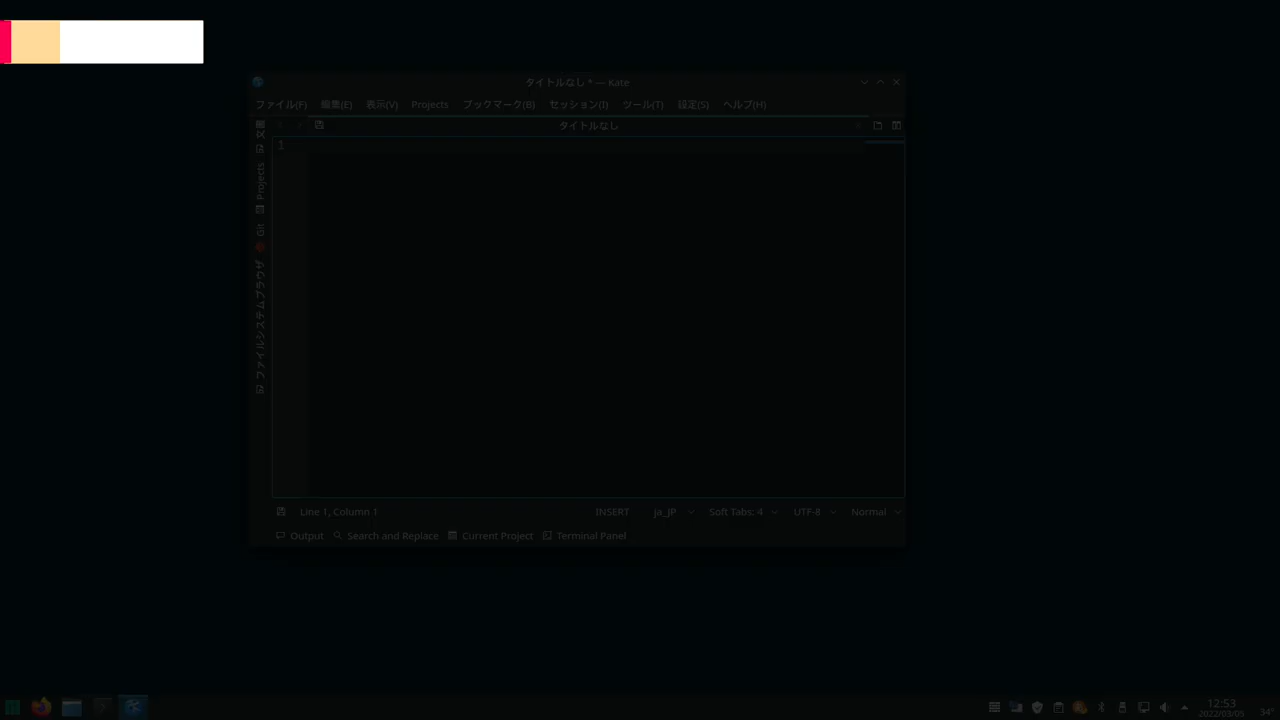 タイトルなし * — Kate
ファイル(F) 編集(E) 表示(V) Projects ブックマーク(B) セッション(I) ツール(T) 設定(S) ヘルプ(H)
タイトルなし
1
Projects
Git
ファイルシステムブラウザ
Line 1, Column 1 INSERT ja_JP Soft Tabs: 4 UTF-8 Normal
Output Search and Replace Current Project Terminal Panel
12:53
2022/03/05
34°